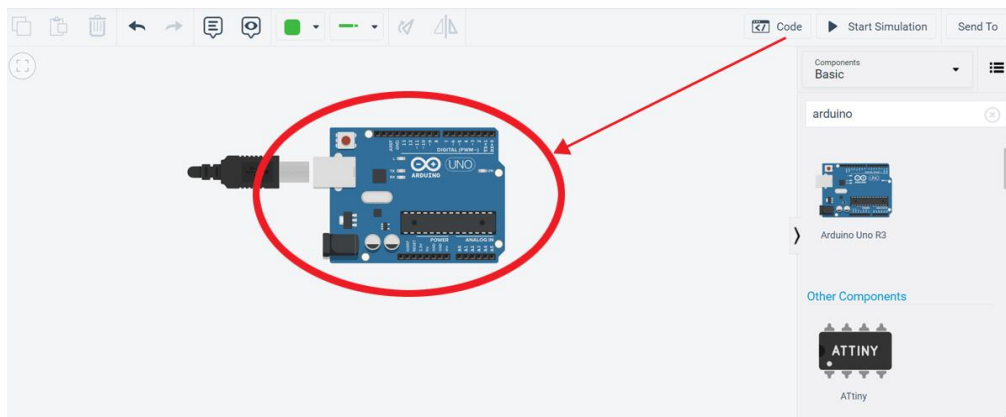 Code
Start Simulation
Send To
Components
Basic
arduino
DIGITAL (PWM~)
UNO
ARDUINO
POWER
ANALOG IN
Arduino Uno R3
Other Components
ATTINY
ATtiny